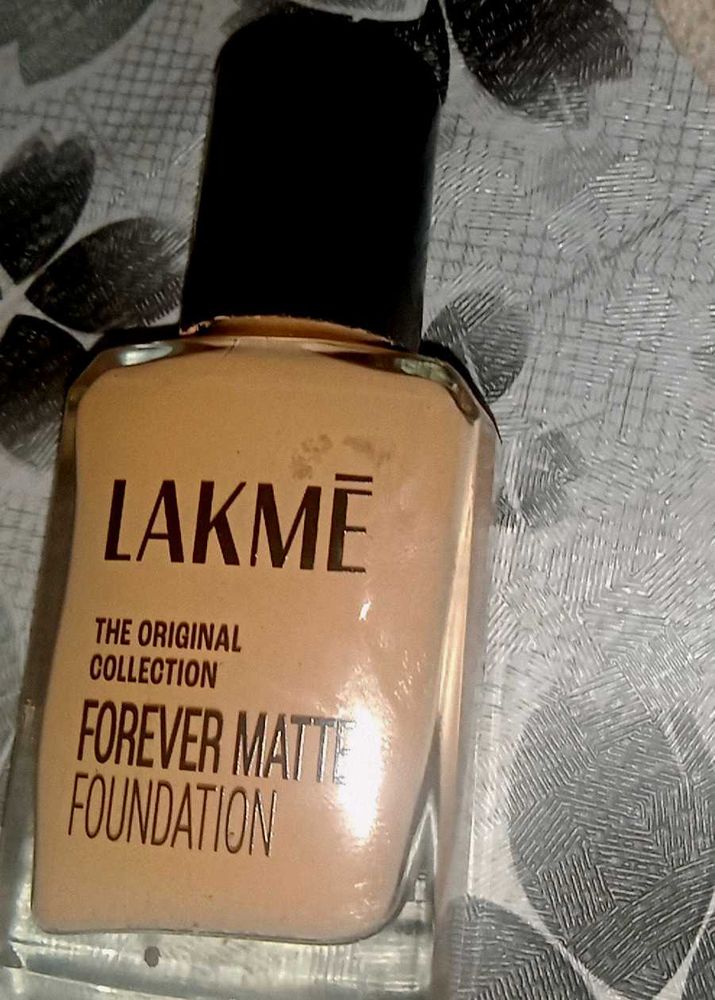 LAKMĒ
THE ORIGINAL
COLLECTION
FOREVER MATTE
FOUNDATION